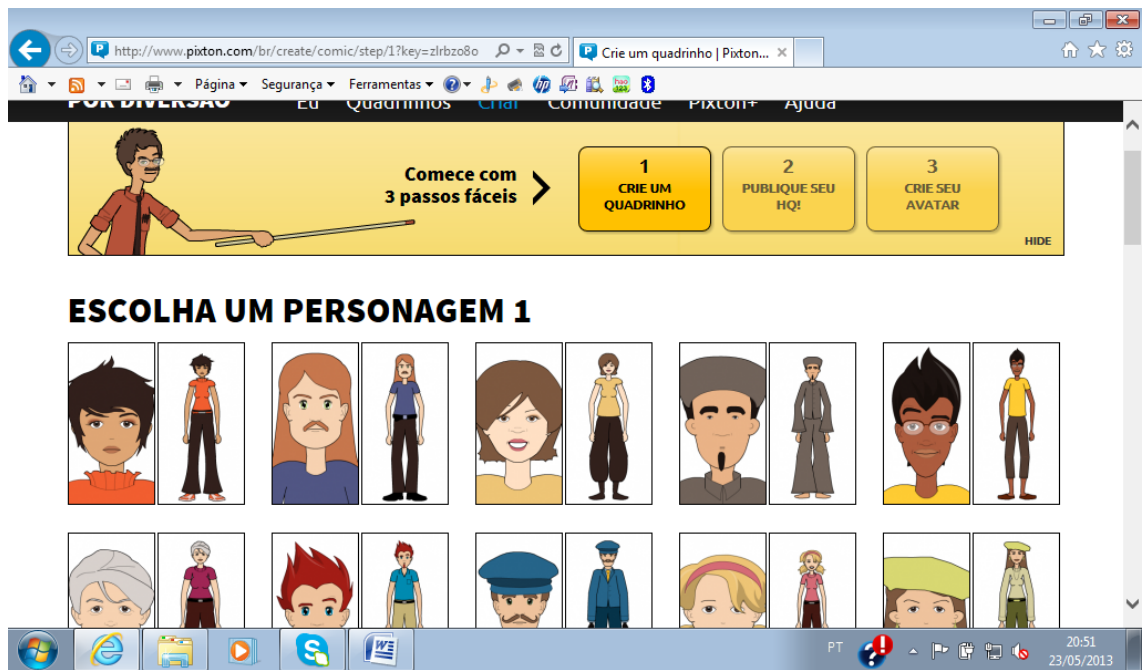 http://www.pixton.com/br/create/comic/step/1?key=zlrbzo8o
Crie um quadrinho | Pixton...
Página Segurança Ferramentas
POR DIVERSÃO Eu Quadrinhos Criar Comunidade Pixton+ Ajuda
Comece com
3 passos fáceis
1
CRIE UM
QUADRINHO
2
PUBLIQUE SEU
HQ!
3
CRIE SEU
AVATAR
HIDE
ESCOLHA UM PERSONAGEM 1
PT
20:51
23/05/2013